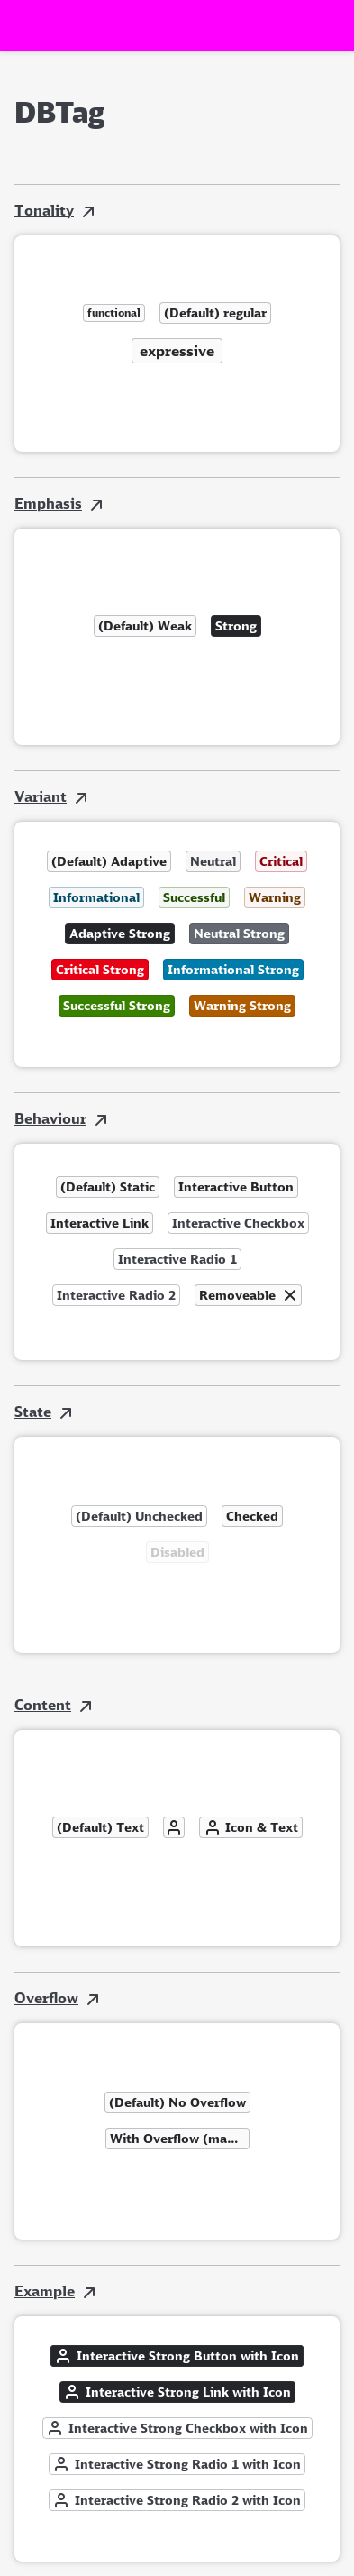 DBTag
Tonality
functional (Default) regular
expressive
Emphasis
(Default) Weak Strong
Variant
(Default) Adaptive Neutral Critical
Informational Successful Warning
Adaptive Strong Neutral Strong
Critical Strong Informational Strong
Successful Strong Warning Strong
Behaviour
(Default) Static Interactive Button
Interactive Link Interactive Checkbox
Interactive Radio 1
Interactive Radio 2 Removeable
State
(Default) Unchecked Checked
Disabled
Content
(Default) Text Icon & Text
Overflow
(Default) No Overflow
With Overflow (ma...
Example
Interactive Strong Button with Icon
Interactive Strong Link with Icon
Interactive Strong Checkbox with Icon
Interactive Strong Radio 1 with Icon
Interactive Strong Radio 2 with Icon